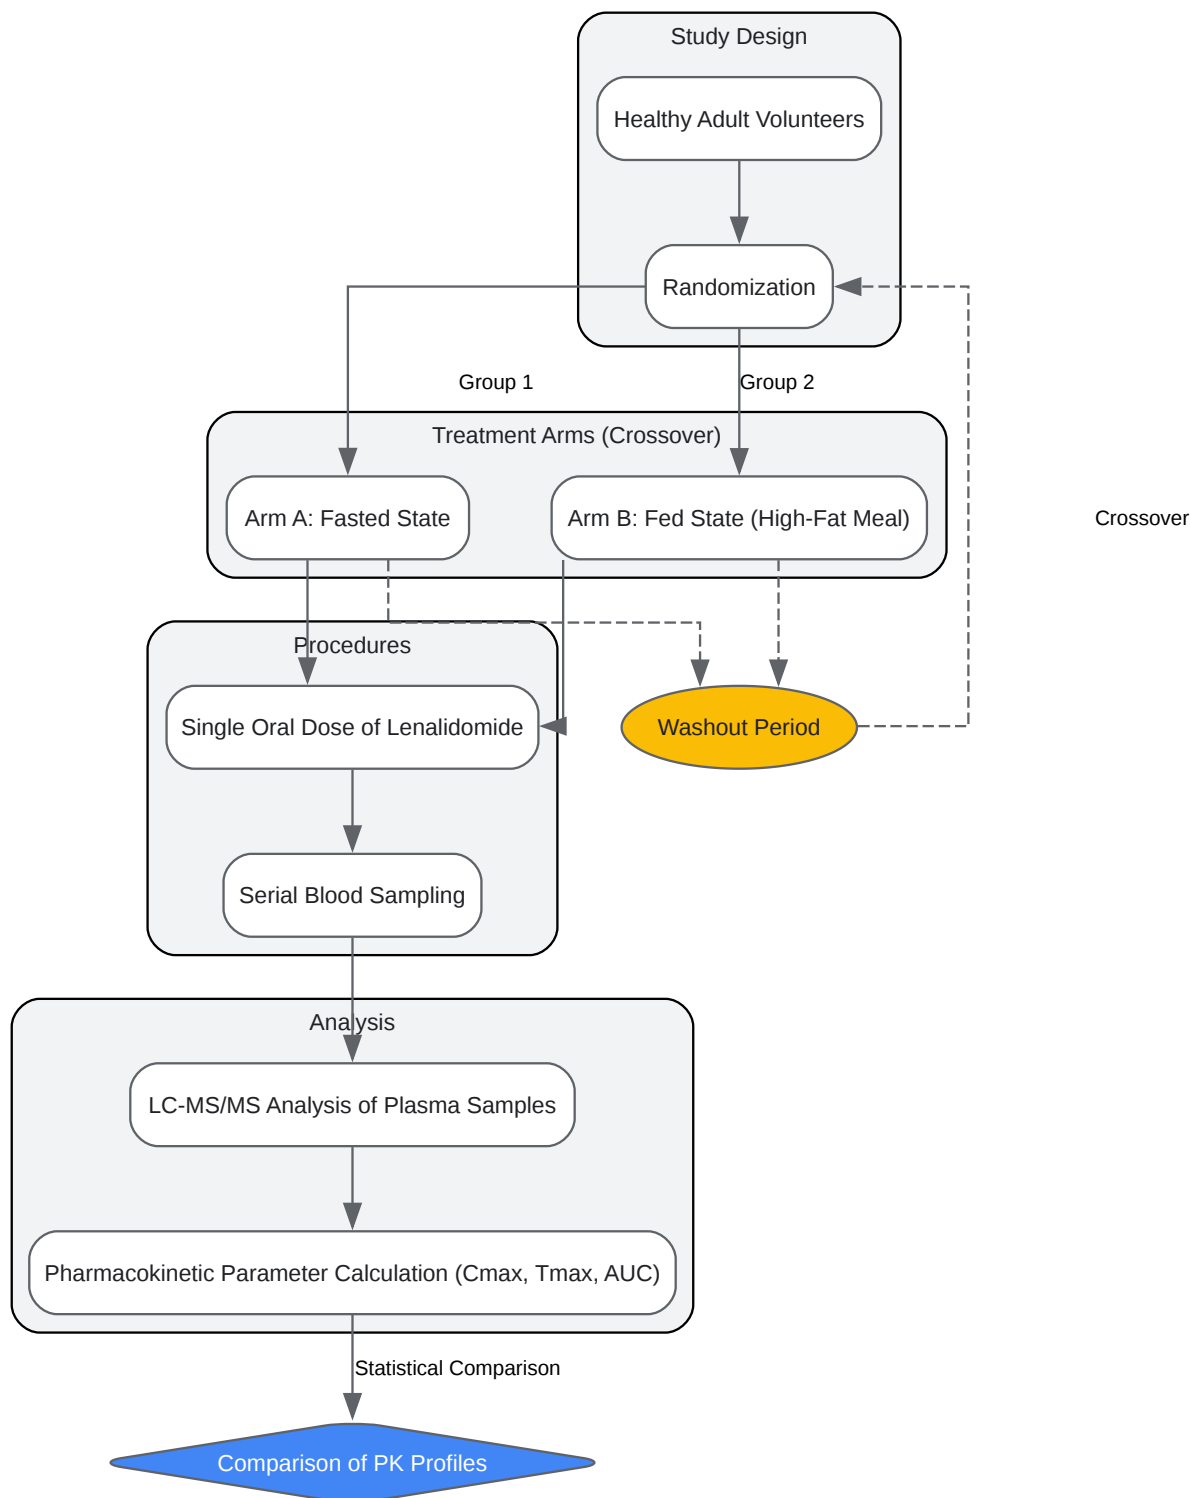 Study Design
Healthy Adult Volunteers
Randomization
Group 1
Group 2
Treatment Arms (Crossover)
Arm A: Fasted State
Arm B: Fed State (High-Fat Meal)
Crossover
Procedures
Single Oral Dose of Lenalidomide
Washout Period
Serial Blood Sampling
Analysis
LC-MS/MS Analysis of Plasma Samples
Pharmacokinetic Parameter Calculation (Cmax, Tmax, AUC)
Statistical Comparison
Comparison of PK Profiles